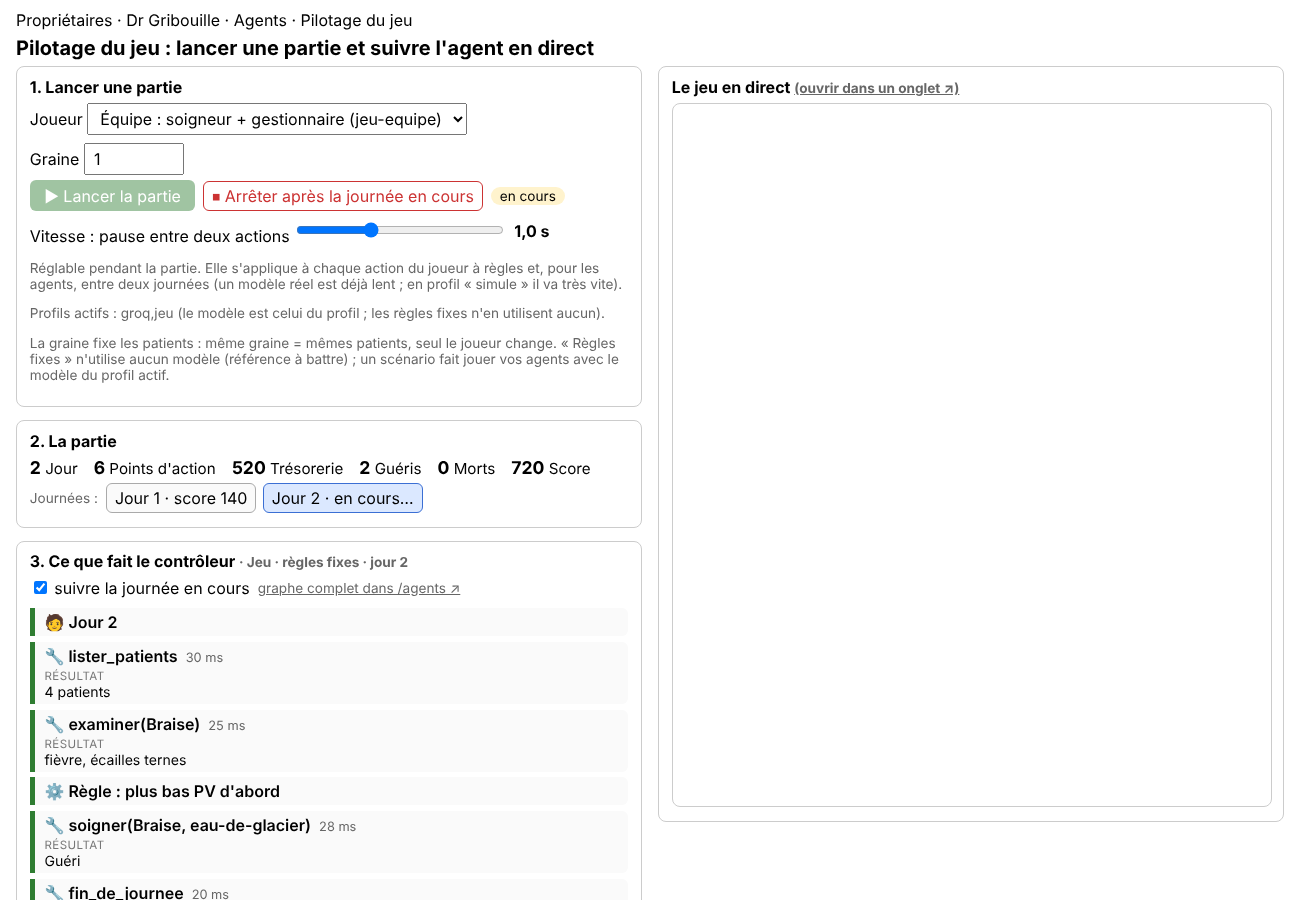 Propriétaires · Dr Gribouille · Agents · Pilotage du jeu
Pilotage du jeu : lancer une partie et suivre l'agent en direct
1. Lancer une partie
Joueur Équipe : soigneur + gestionnaire (jeu-equipe)
Graine 1
▶ Lancer la partie
■ Arrêter après la journée en cours
en cours
Vitesse : pause entre deux actions 1,0 s
Réglable pendant la partie. Elle s'applique à chaque action du joueur à règles et, pour les
agents, entre deux journées (un modèle réel est déjà lent ; en profil « simule » il va très vite).
Profils actifs : groq,jeu (le modèle est celui du profil ; les règles fixes n'en utilisent aucun).
La graine fixe les patients : même graine = mêmes patients, seul le joueur change. « Règles
fixes » n'utilise aucun modèle (référence à battre) ; un scénario fait jouer vos agents avec le
modèle du profil actif.
2. La partie
2 Jour 6 Points d'action 520 Trésorerie 2 Guéris 0 Morts 720 Score
Journées : Jour 1 · score 140 Jour 2 · en cours...
3. Ce que fait le contrôleur · Jeu · règles fixes · jour 2
suivre la journée en cours graphe complet dans /agents ↗
🧑 Jour 2
🔧 lister_patients 30 ms
RÉSULTAT
4 patients
🔧 examiner(Braise) 25 ms
RÉSULTAT
fièvre, écailles ternes
⚙️ Règle : plus bas PV d'abord
🔧 soigner(Braise, eau-de-glacier) 28 ms
RÉSULTAT
Guéri
🔧 fin_de_journee 20 ms
Le jeu en direct (ouvrir dans un onglet ↗)